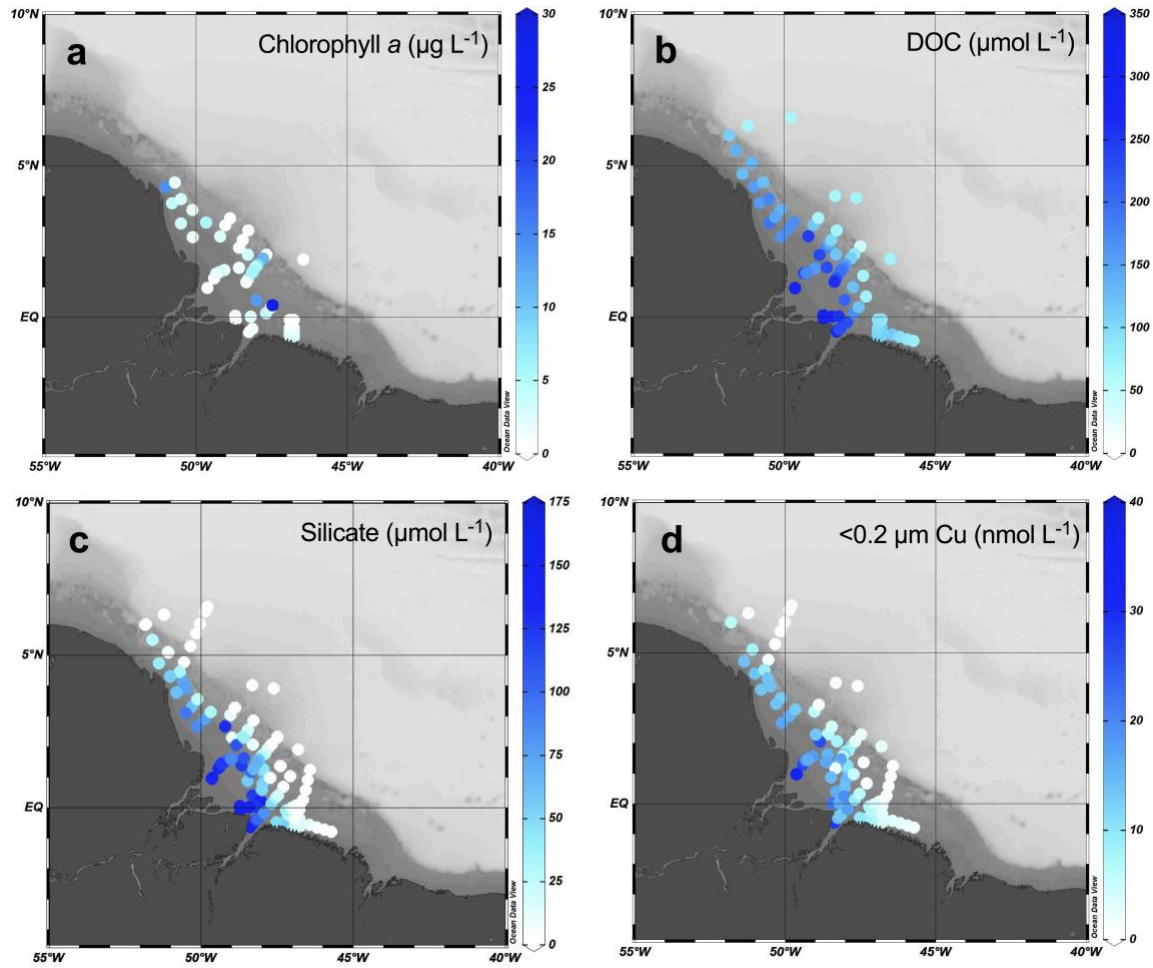 a
Chlorophyll a (µg L-1)
10°N
5°N
EQ
55°W
50°W
45°W
40°W
30
25
20
15
10
5
0
Ocean Data View
b
DOC (µmol L-1)
10°N
5°N
EQ
55°W
50°W
45°W
40°W
350
300
250
200
150
100
50
0
Ocean Data View
c
Silicate (µmol L-1)
10°N
5°N
EQ
55°W
50°W
45°W
40°W
175
150
125
100
75
50
25
0
Ocean Data View
d
<0.2 µm Cu (nmol L-1)
10°N
5°N
EQ
55°W
50°W
45°W
40°W
40
30
20
10
0
Ocean Data View